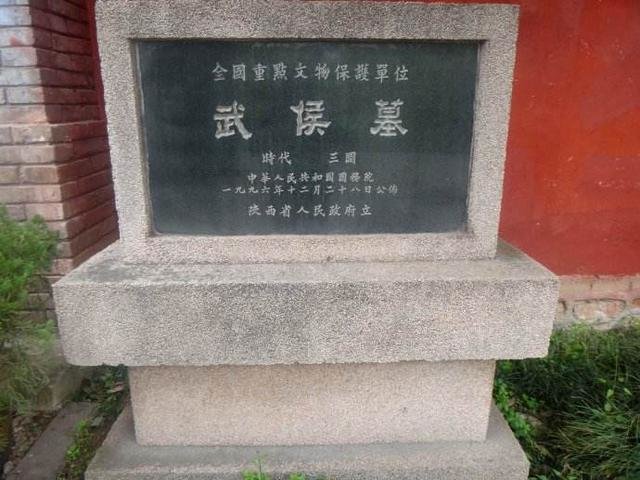 全國重點文物保護單位
武侯墓
時代 三國
中華人民共和國國務院
一九九六年十二月二十八日公佈
陝西省人民政府立